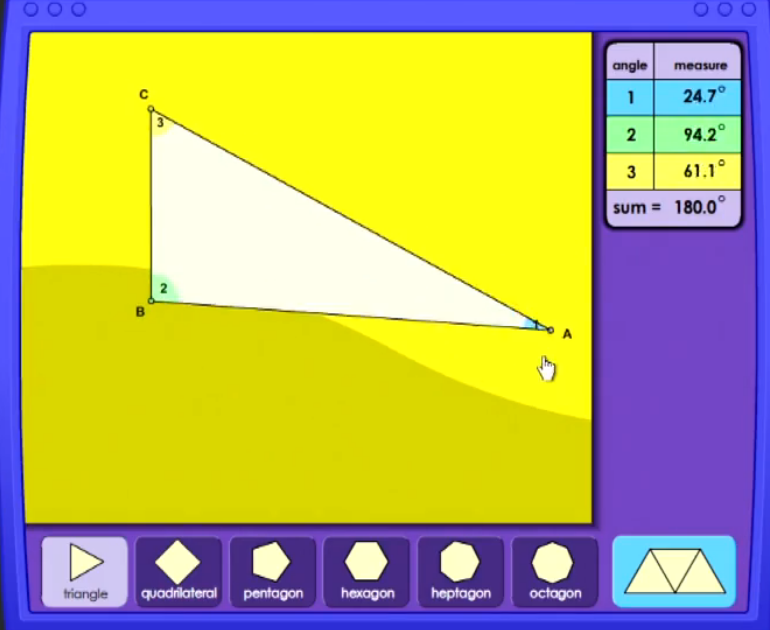 angle measure
1 24.7°
2 94.2°
3 61.1°
sum = 180.0°
C
3
2
B
1
A
triangle
quadrilateral
pentagon
hexagon
heptagon
octagon